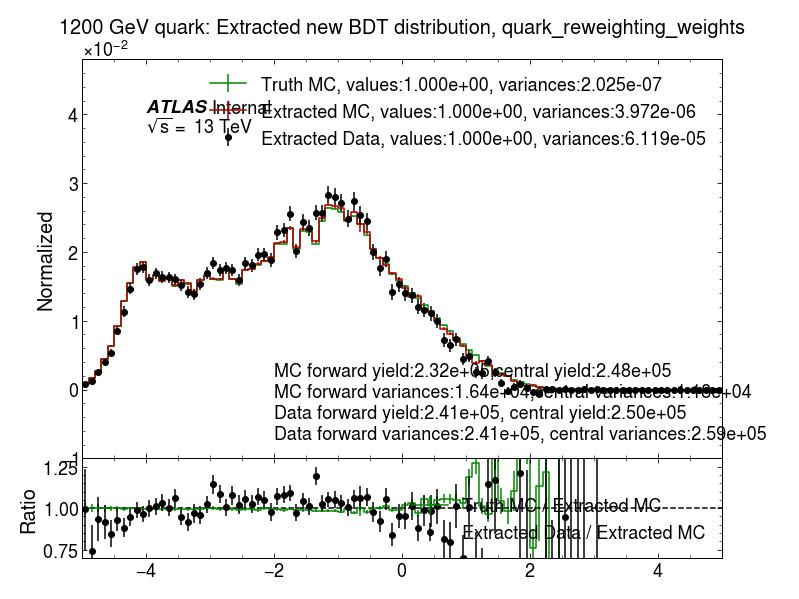 1200 GeV quark: Extracted new BDT distribution, quark_reweighting_weights
×10−2
Truth MC, values:1.000e+00, variances:2.025e-07
ATLAS Internal
Extracted MC, values:1.000e+00, variances:3.972e-06
√s = 13 TeV
Extracted Data, values:1.000e+00, variances:6.119e-05
4
3
2
1
0
1
Normalized
MC forward yield:2.32e+05, central yield:2.48e+05
MC forward variances:1.64e+04, central variances:1.18e+04
Data forward yield:2.41e+05, central yield:2.50e+05
Data forward variances:2.41e+05, central variances:2.59e+05
1.25
1.00
0.75
Ratio
Truth MC / Extracted MC
Extracted Data / Extracted MC
−4
−2
0
2
4